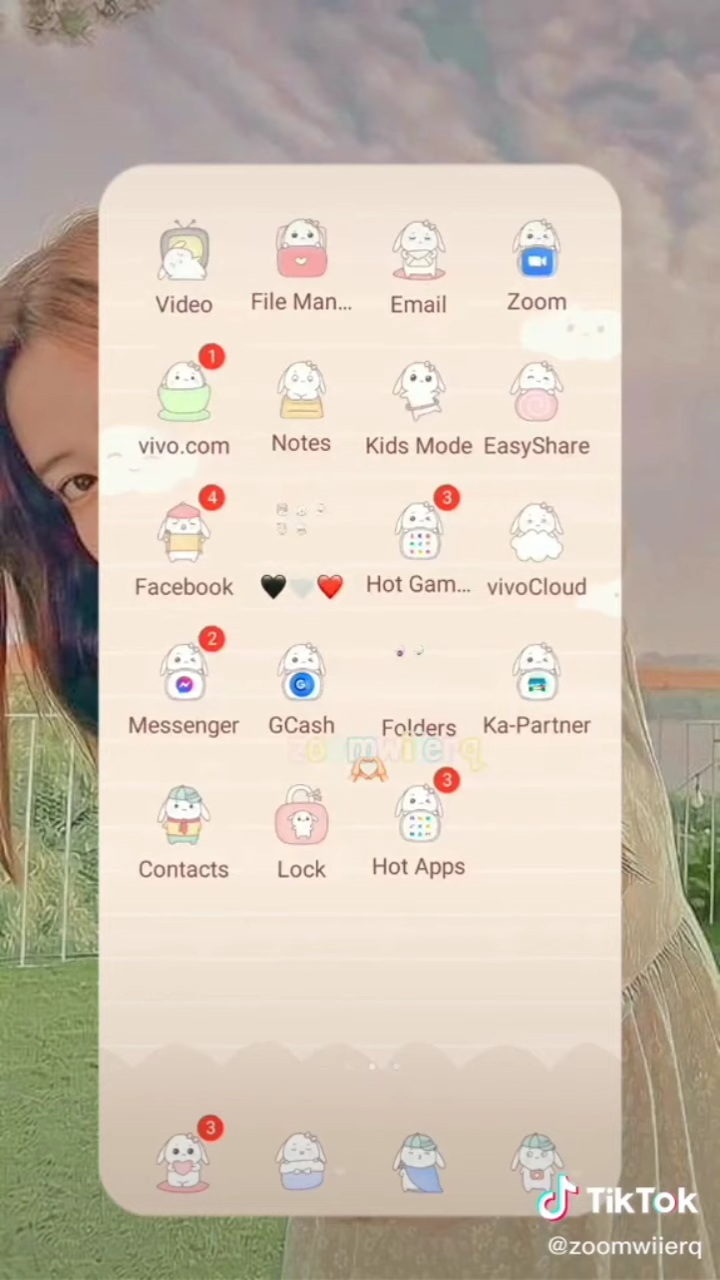 Video File Man... Email Zoom
1
vivo.com Notes Kids Mode EasyShare
4 3
Facebook 🖤🤍❤️ Hot Gam... vivoCloud
2
Messenger GCash Folders Ka-Partner
zoomwiierq
3
Contacts Lock Hot Apps
3
TikTok
@zoomwiierq